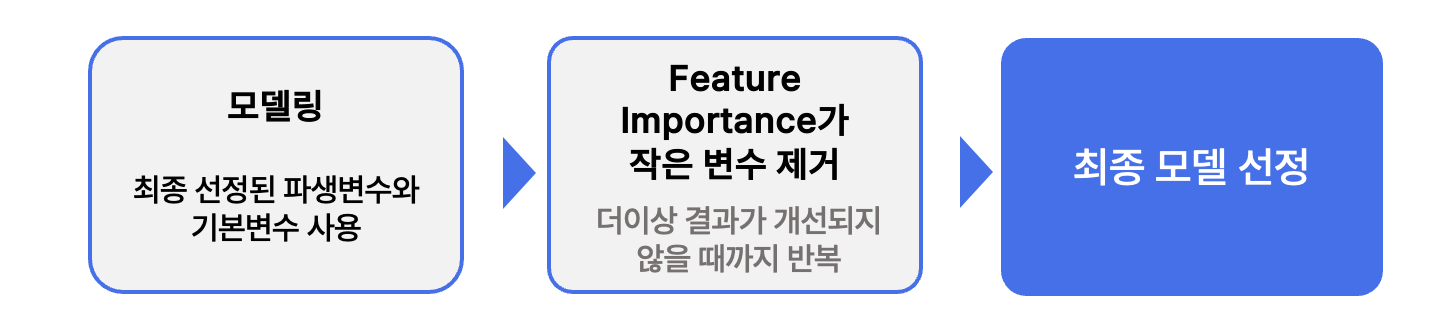 모델링
최종 선정된 파생변수와
기본변수 사용
Feature
Importance가
작은 변수 제거
더이상 결과가 개선되지
않을 때까지 반복
최종 모델 선정